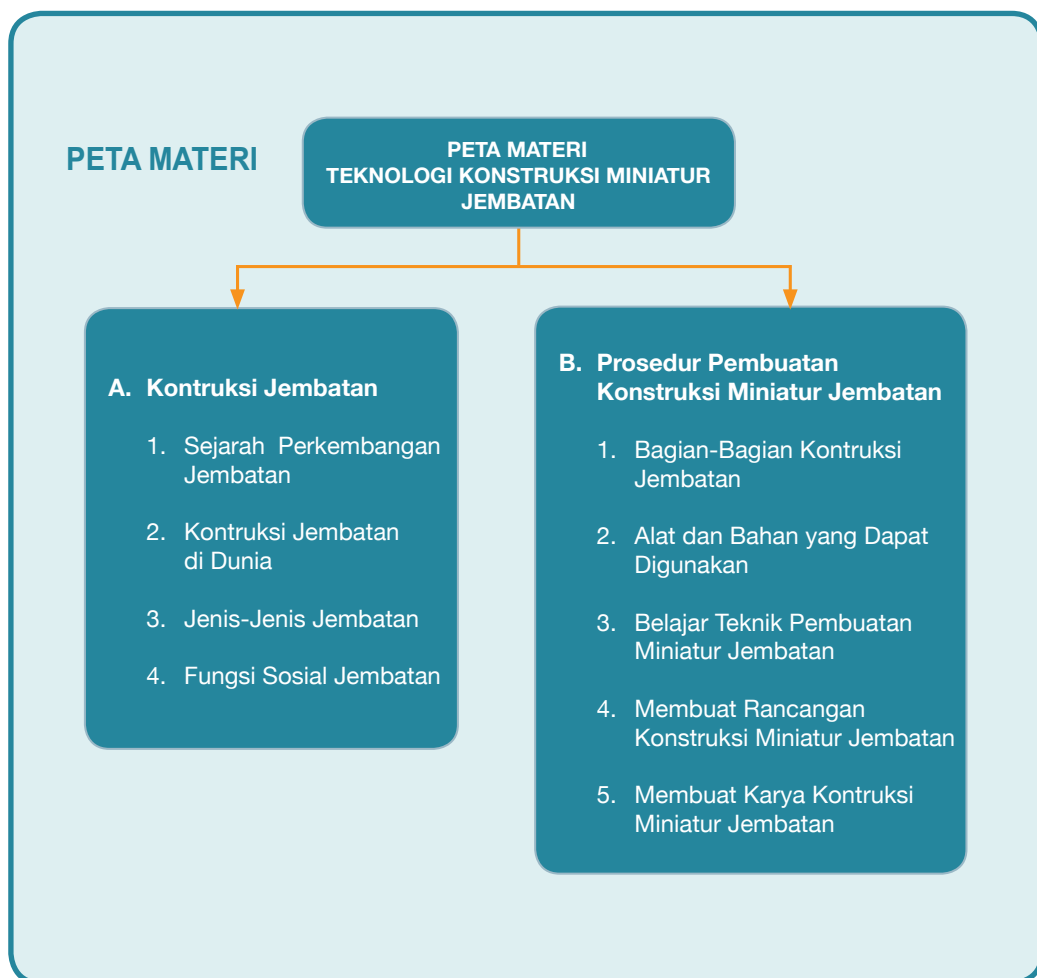 PETA MATERI
PETA MATERI
TEKNOLOGI KONSTRUKSI MINIATUR
JEMBATAN
A. Kontruksi Jembatan
1. Sejarah Perkembangan
Jembatan
2. Kontruksi Jembatan
di Dunia
3. Jenis-Jenis Jembatan
4. Fungsi Sosial Jembatan
B. Prosedur Pembuatan
Konstruksi Miniatur Jembatan
1. Bagian-Bagian Kontruksi
Jembatan
2. Alat dan Bahan yang Dapat
Digunakan
3. Belajar Teknik Pembuatan
Miniatur Jembatan
4. Membuat Rancangan
Konstruksi Miniatur Jembatan
5. Membuat Karya Kontruksi
Miniatur Jembatan